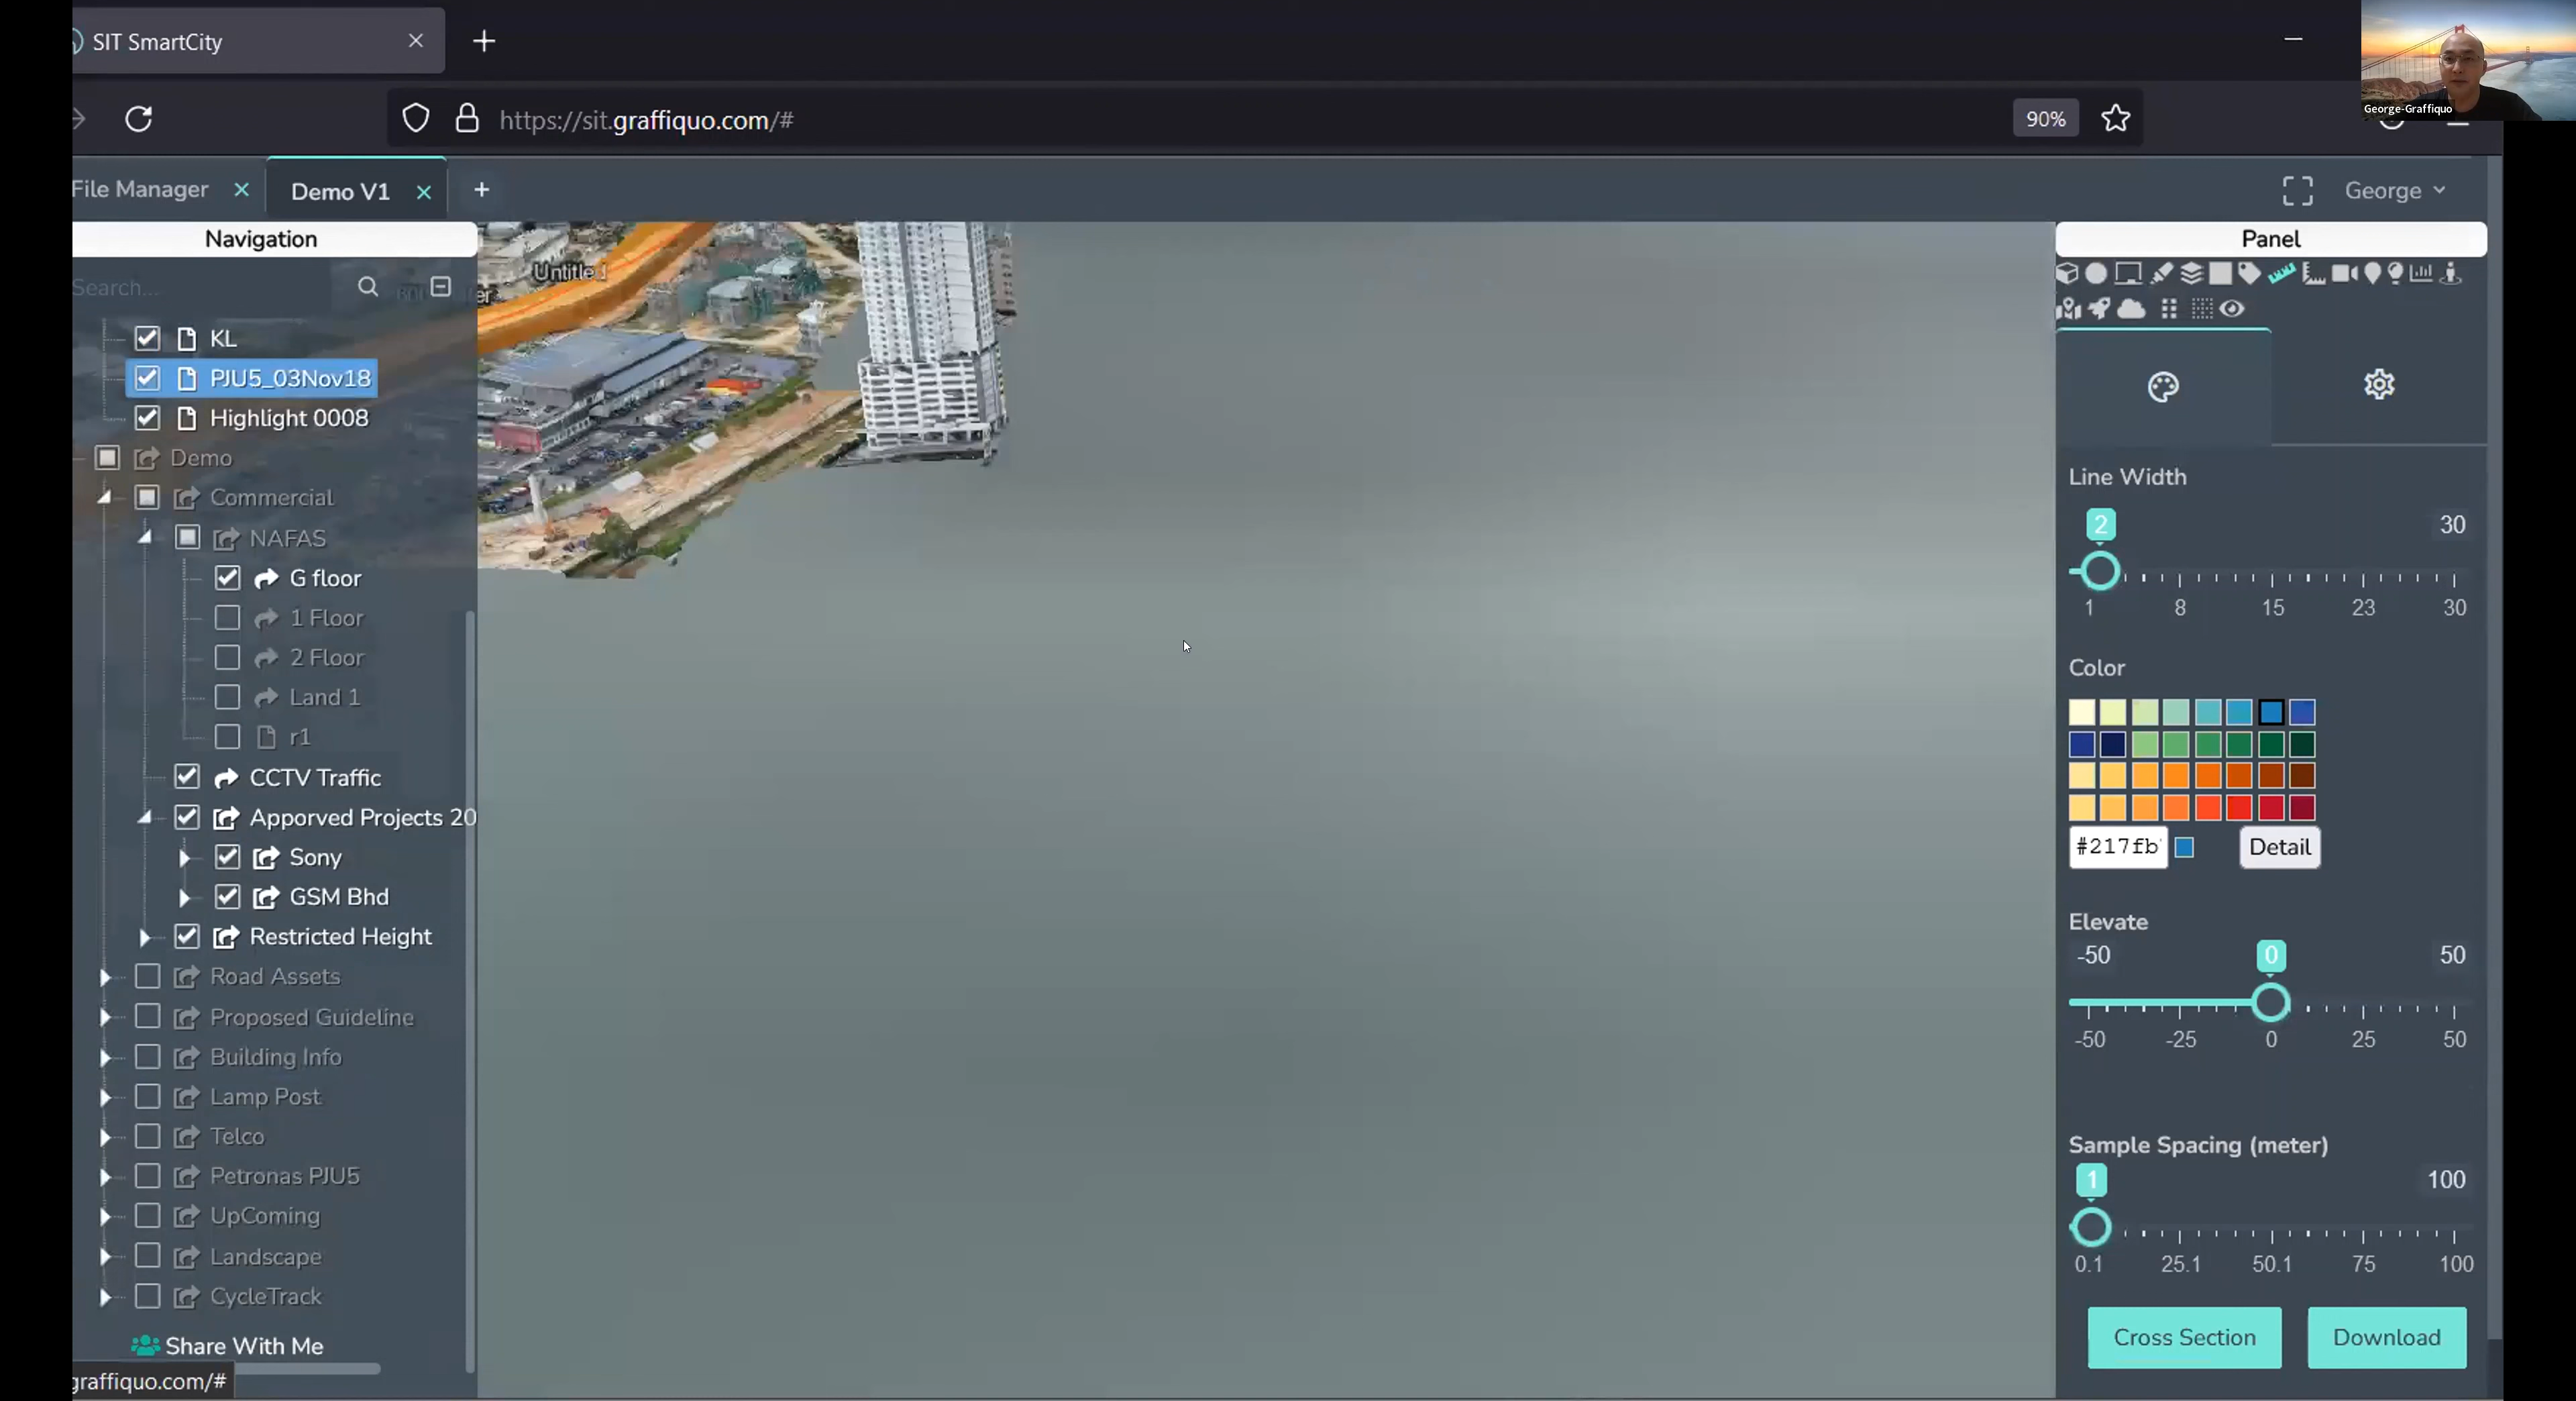 SIT SmartCity
https://sit.graffiquo.com/#
90%
George-Graffiquo
File Manager
Demo V1
George
Navigation
Search...
KL
PJU5_03Nov18
Highlight 0008
Demo
Commercial
NAFAS
G floor
1 Floor
2 Floor
Land 1
r1
CCTV Traffic
Apporved Projects 20
Sony
GSM Bhd
Restricted Height
Road Assets
Proposed Guideline
Building Info
Lamp Post
Telco
Petronas PJU5
UpComing
Landscape
CycleTrack
Share With Me
graffiquo.com/#
Panel
Line Width
2 30
1 8 15 23 30
Color
#217fb
Detail
Elevate
-50 0 50
-50 -25 0 25 50
Sample Spacing (meter)
1 100
0.1 25.1 50.1 75 100
Cross Section
Download